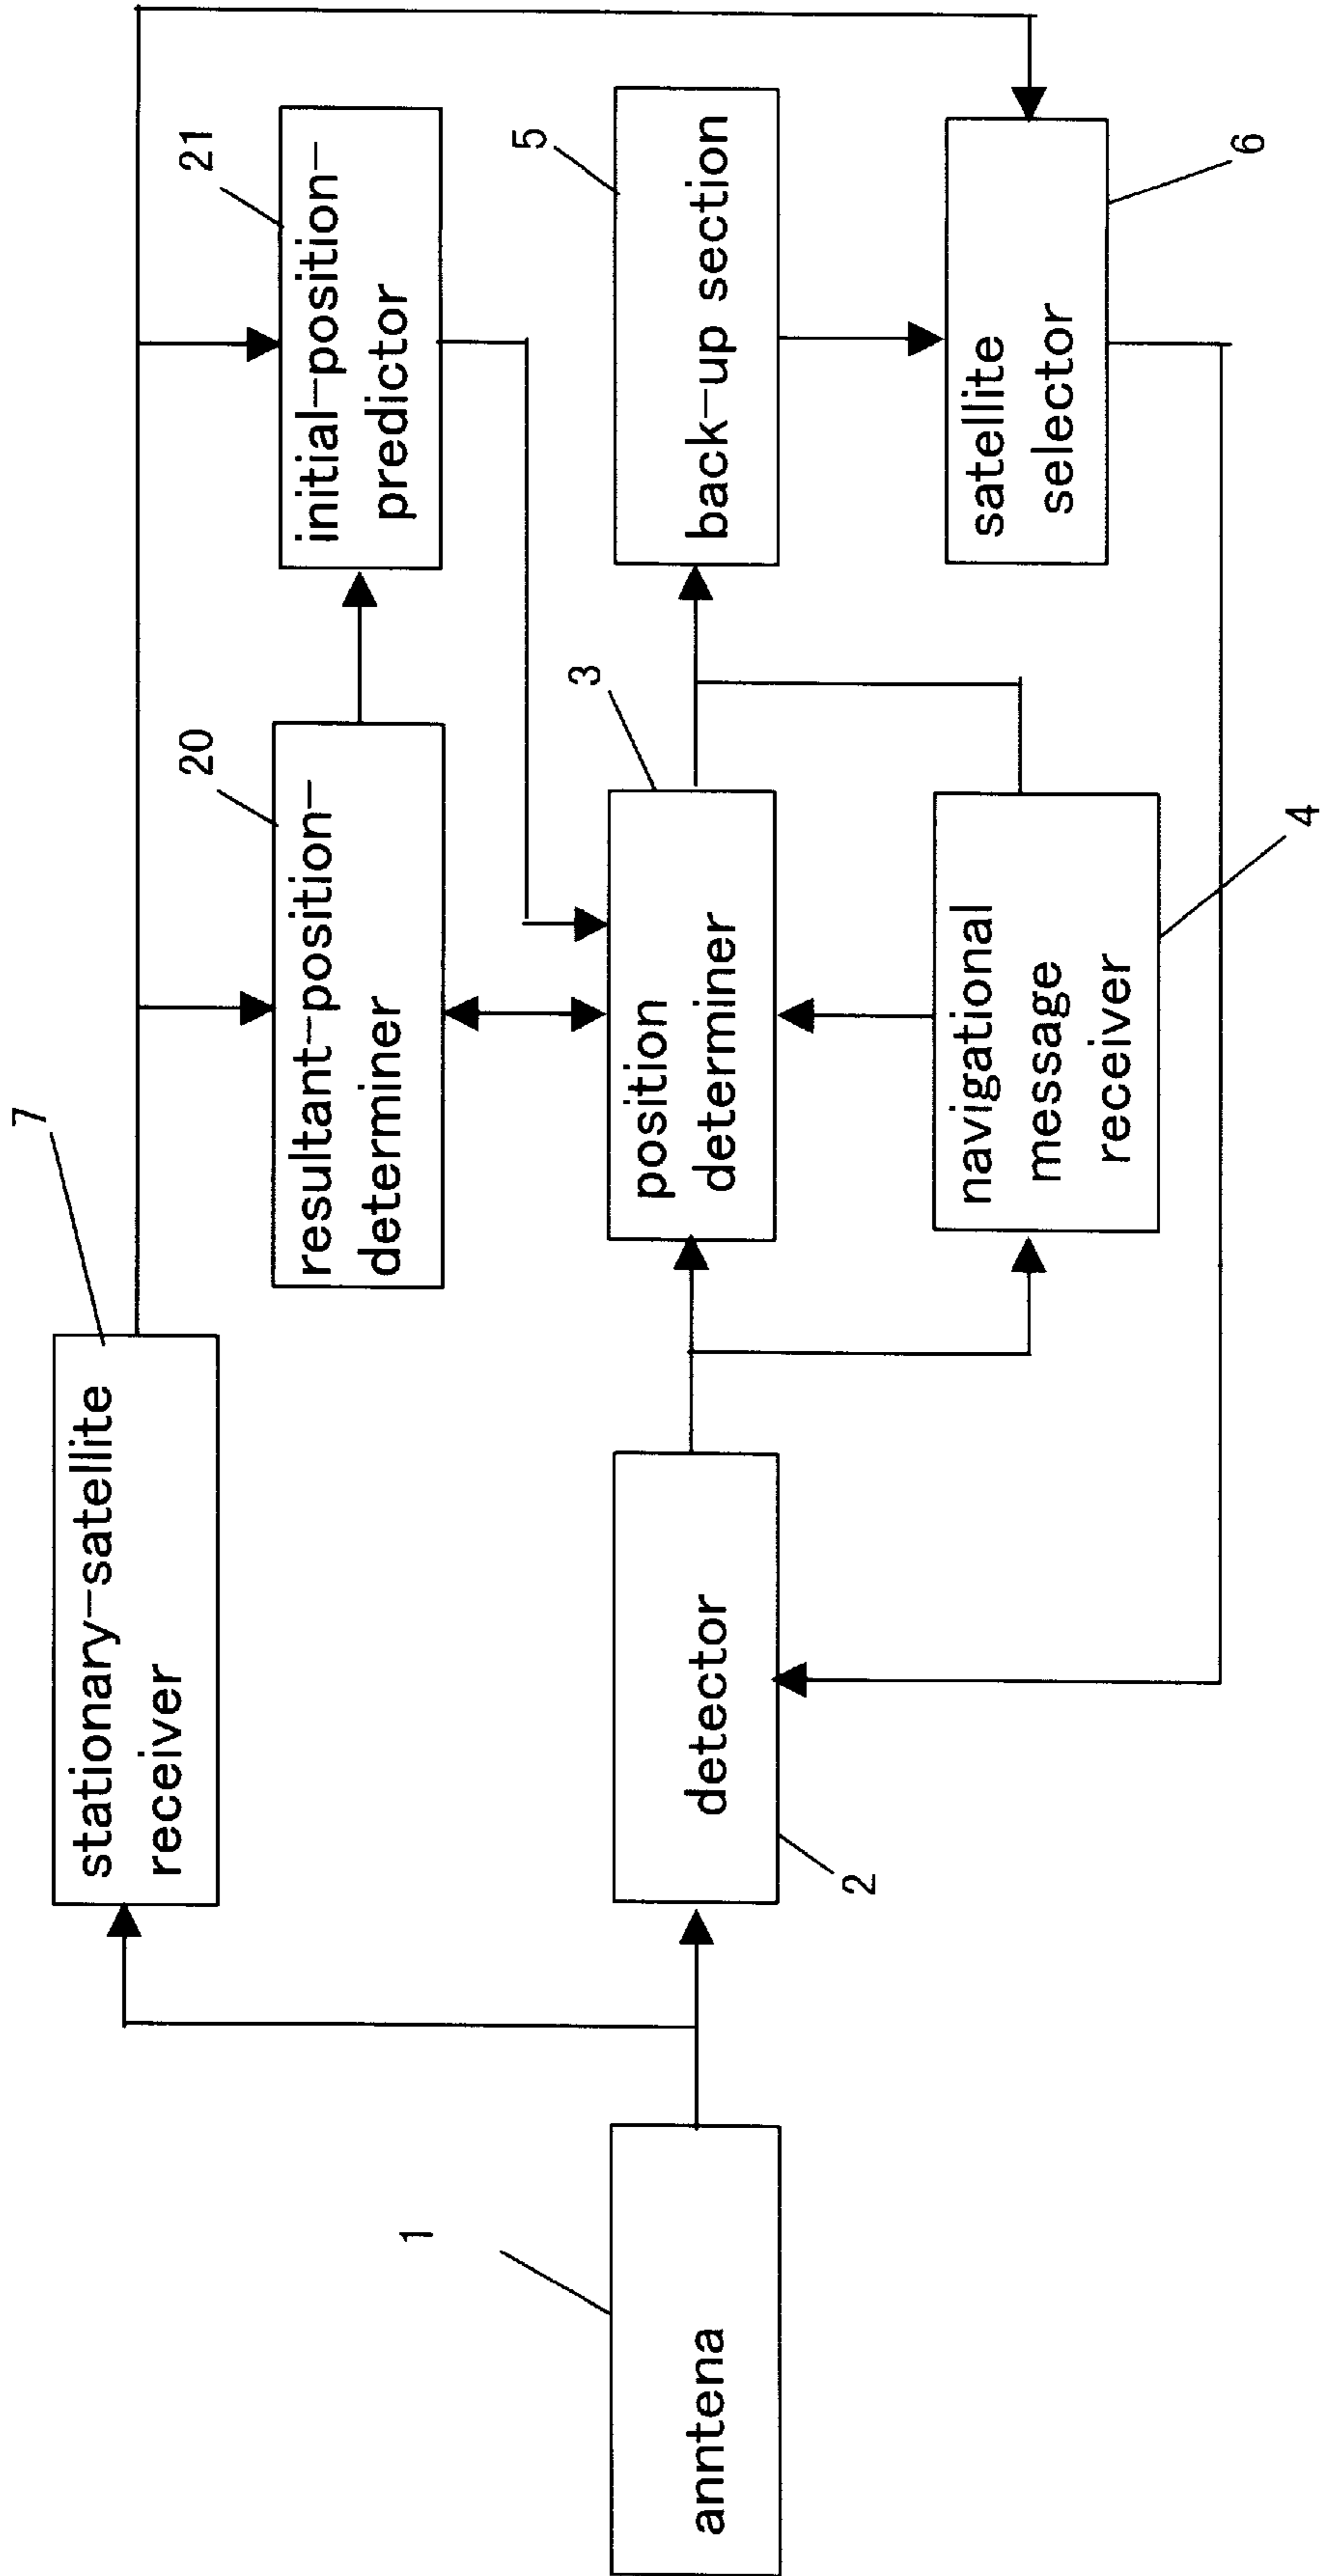 7
stationary-satellite
receiver
20
resultant-position-
determiner
21
initial-position-
predictor
1
anntena
2
detector
3
position
determiner
5
back-up section
4
navigational
message
receiver
6
satellite
selector